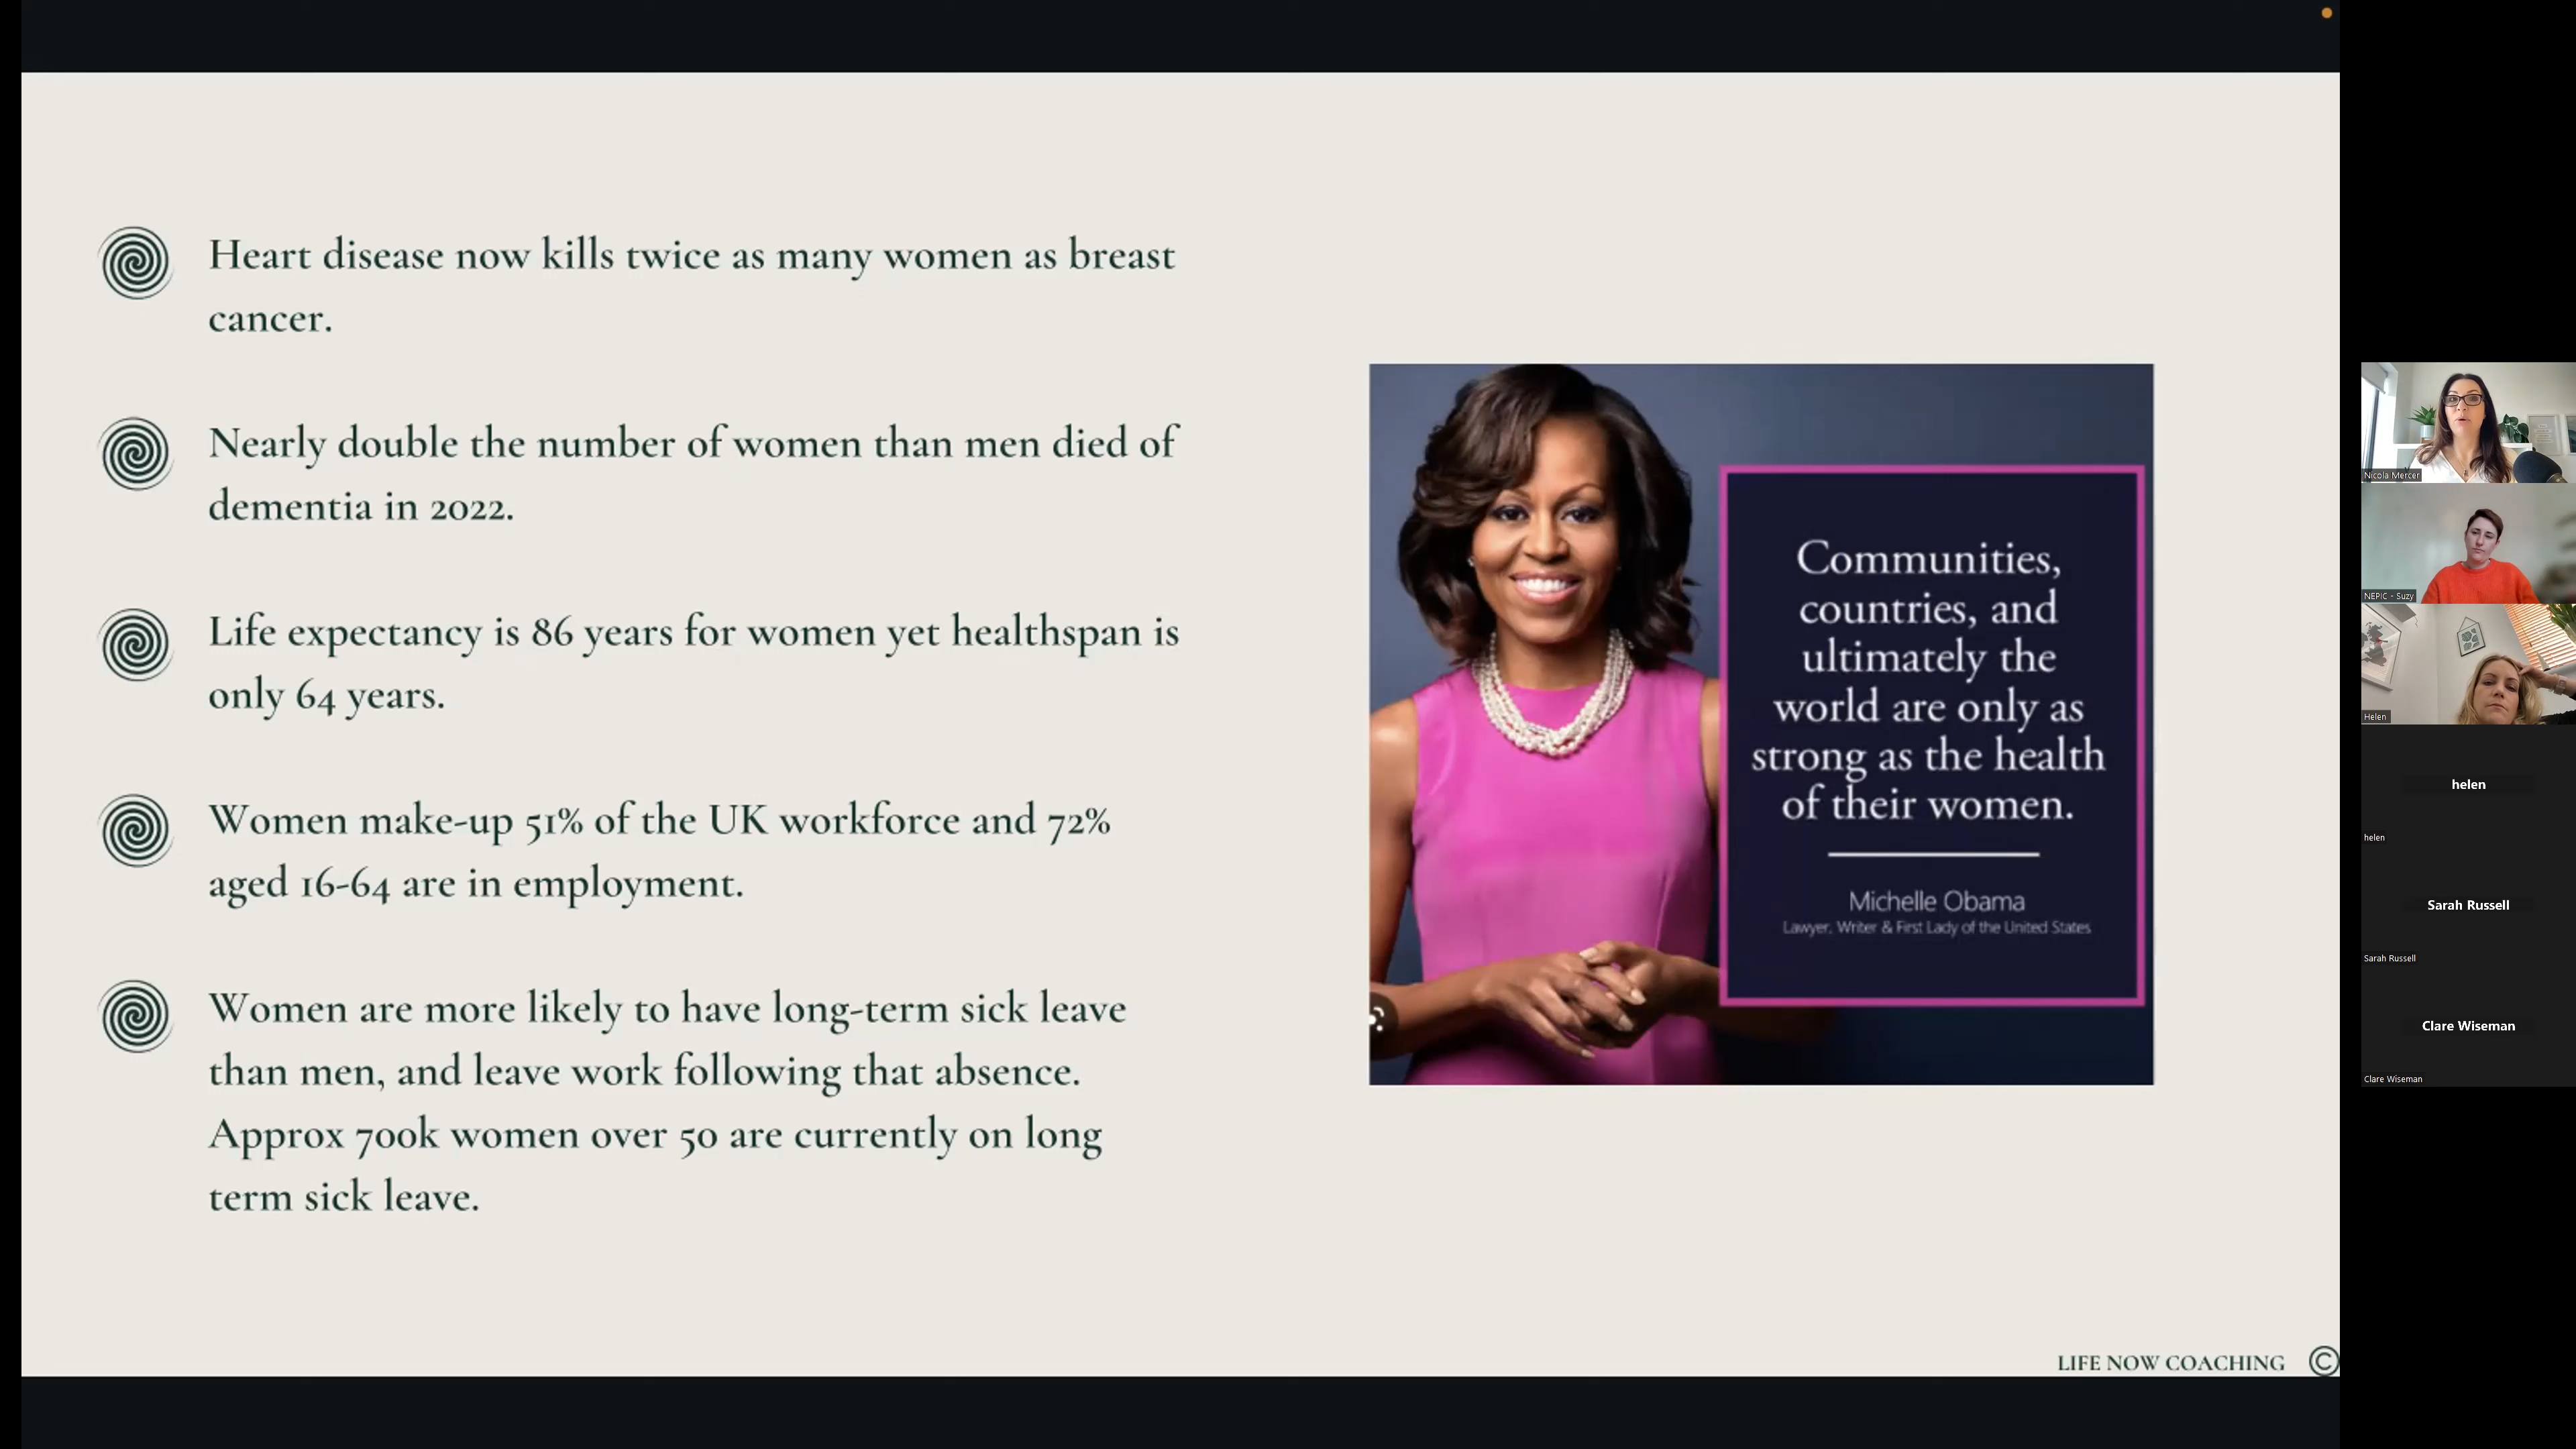 Heart disease now kills twice as many women as breast
cancer.
Nearly double the number of women than men died of
dementia in 2022.
Life expectancy is 86 years for women yet healthspan is
only 64 years.
Women make-up 51% of the UK workforce and 72%
aged 16-64 are in employment.
Women are more likely to have long-term sick leave
than men, and leave work following that absence.
Approx 700k women over 50 are currently on long
term sick leave.
Communities,
countries, and
ultimately the
world are only as
strong as the health
of their women.
Michelle Obama
Lawyer, Writer & First Lady of the United States
LIFE NOW COACHING ©
Nicola Mercer
NEPIC - Suzy
Helen
helen
helen
Sarah Russell
Sarah Russell
Clare Wiseman
Clare Wiseman